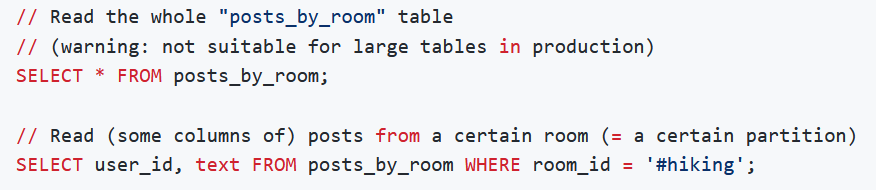 // Read the whole "posts_by_room" table
// (warning: not suitable for large tables in production)
SELECT * FROM posts_by_room;
// Read (some columns of) posts from a certain room (= a certain partition)
SELECT user_id, text FROM posts_by_room WHERE room_id = '#hiking';